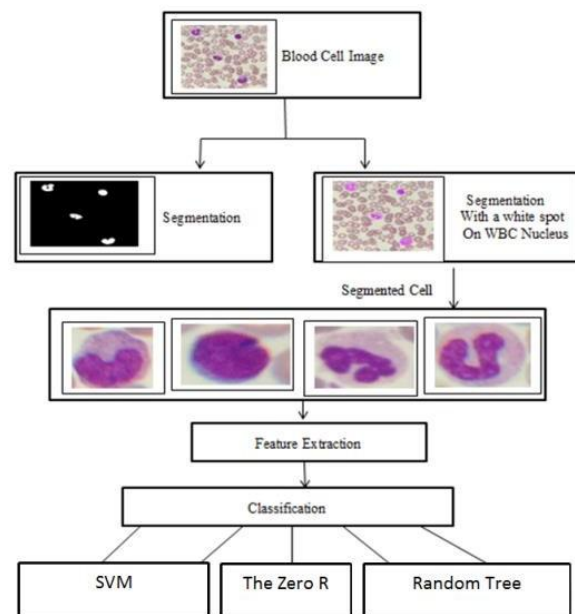 Blood Cell Image
Segmentation
Segmentation
With a white spot
On WBC Nucleus
Segmented Cell
Feature Extraction
Classification
SVM
The Zero R
Random Tree